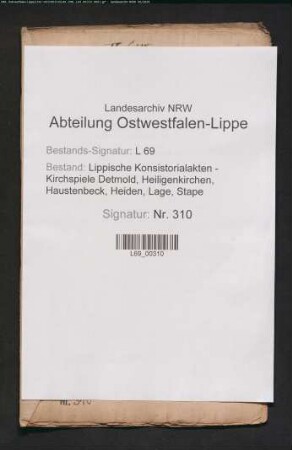 Landesarchiv NRW
Abteilung Ostwestfalen-Lippe
Bestands-Signatur: L 69
Bestand: Lippische Konsistorialakten -
Kirchspiele Detmold, Heiligenkirchen,
Haustenbeck, Heiden, Lage, Stape
Signatur: Nr. 310
L69_00310